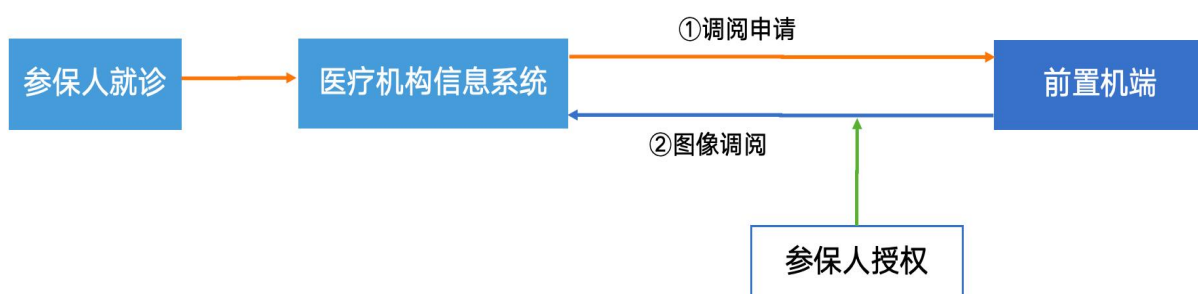 ①调阅申请
参保人就诊
医疗机构信息系统
前置机端
②图像调阅
参保人授权